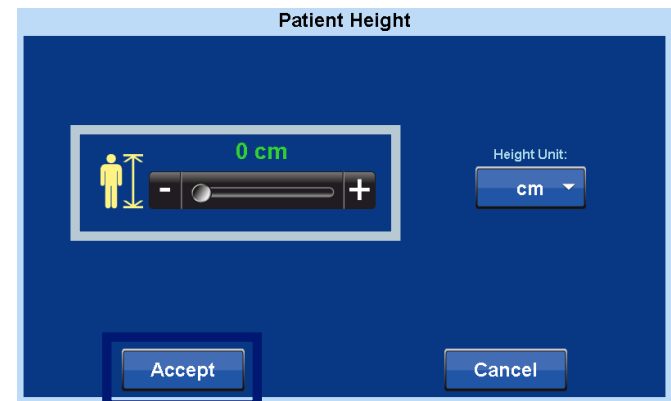 Patient Height
0 cm
- +
Height Unit:
cm
Accept
Cancel